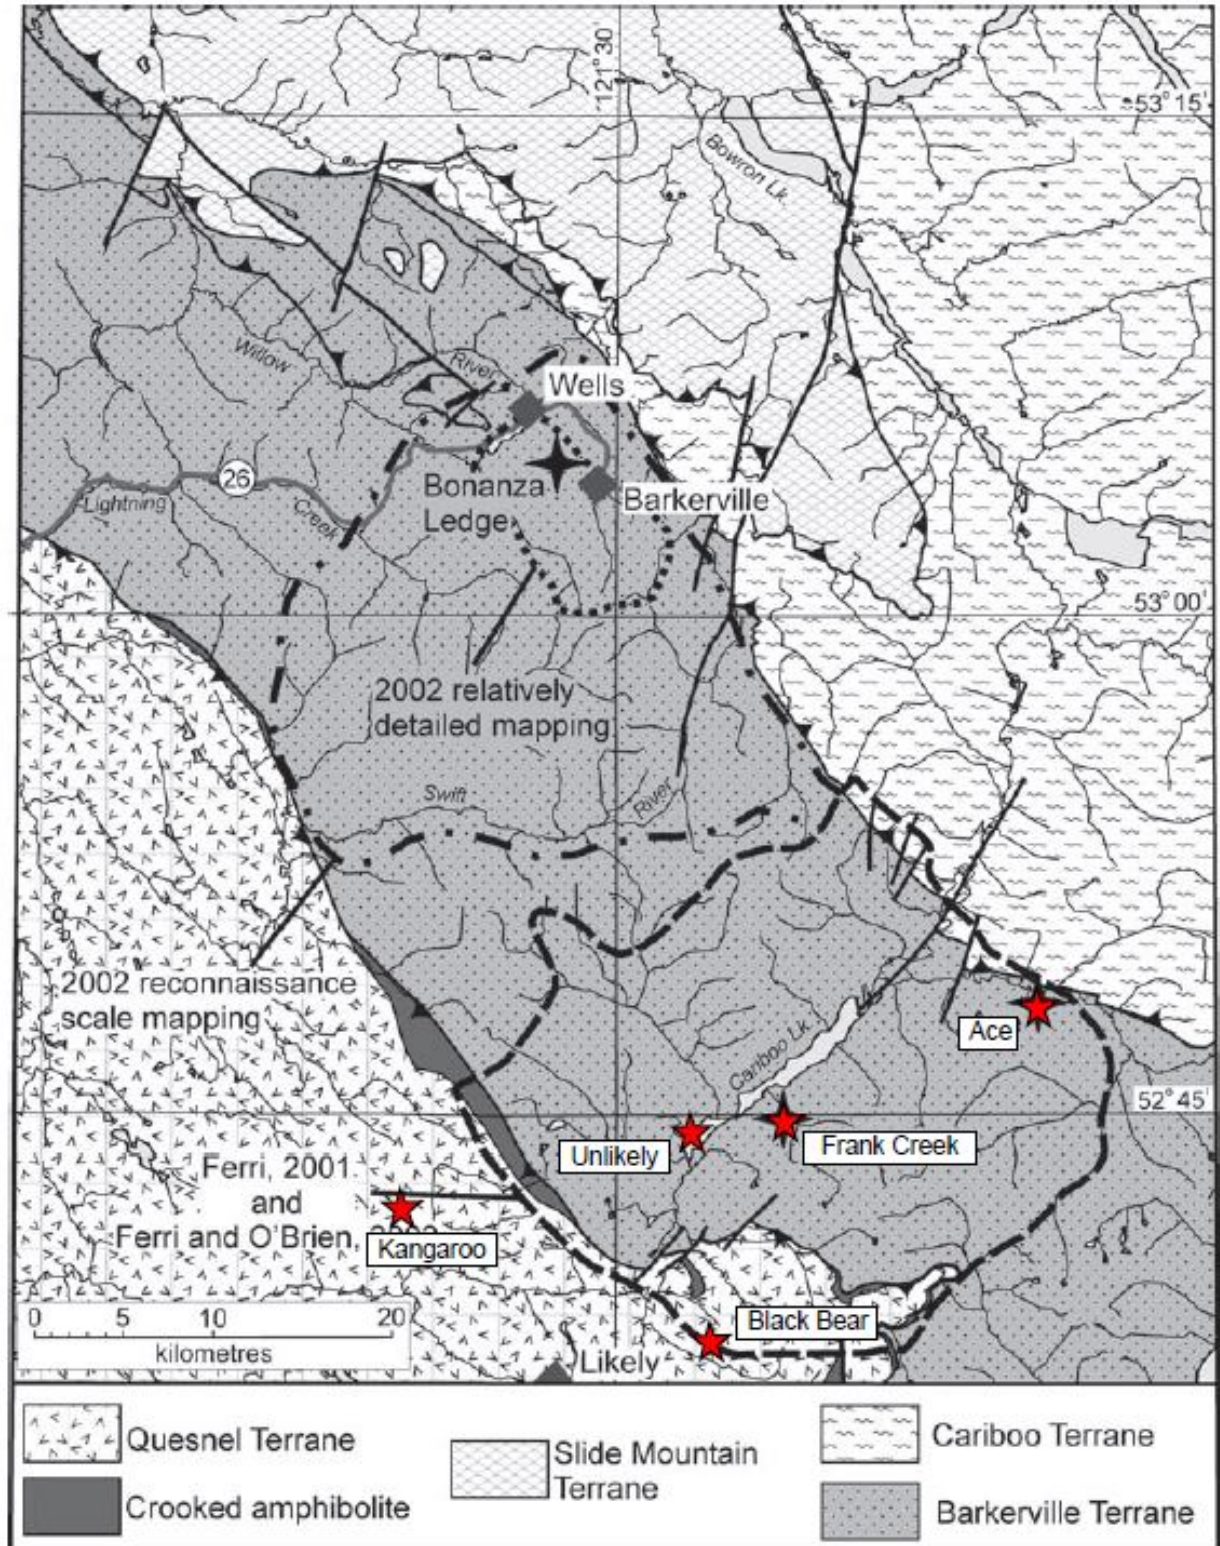 121° 30'
53° 15'
Bowron Lk.
Willow
River
Wells
26
Lightning
Creek
Bonanza
Ledge
Barkerville
53° 00'
2002 relatively
detailed mapping
Swift
River
2002 reconnaissance
scale mapping
Cariboo Lk.
Ace
52° 45'
Unlikely
Frank Creek
Ferri, 2001
and
Ferri and O'Brien,
Kangaroo
Black Bear
Likely
0 5 10 20
kilometres
Quesnel Terrane
Crooked amphibolite
Slide Mountain
Terrane
Cariboo Terrane
Barkerville Terrane